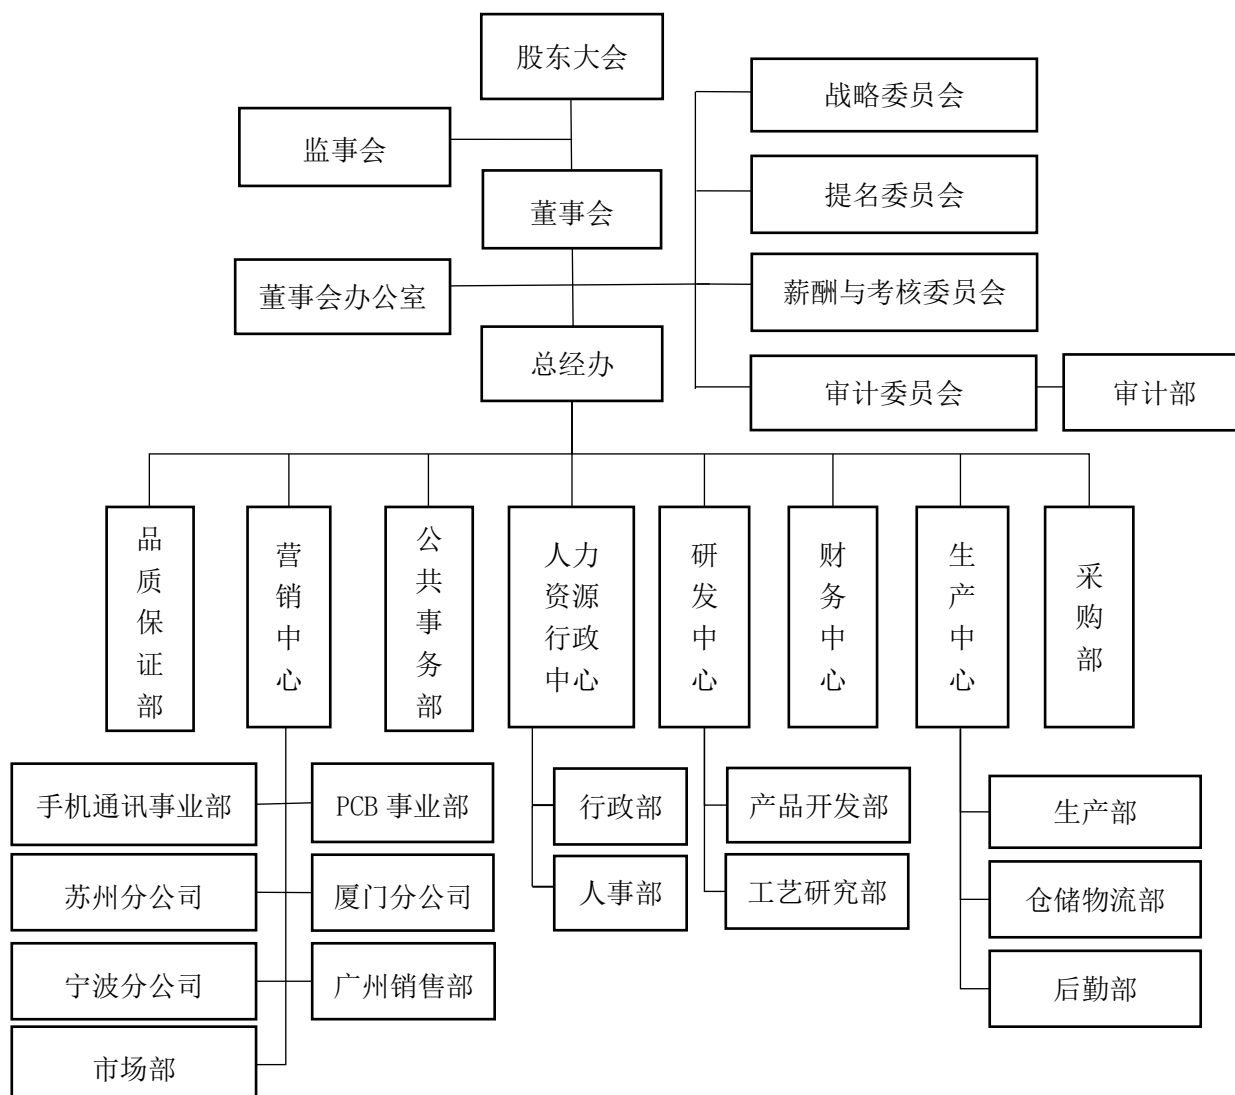 股东大会
战略委员会
监事会
提名委员会
董事会
薪酬与考核委员会
董事会办公室
总经办
审计委员会
审计部
品质保证部
营销中心
公共事务部
人力
资源
行政
中心
研发中心
财务中心
生产中心
采购部
手机通讯事业部
PCB 事业部
行政部
产品开发部
生产部
苏州分公司
厦门分公司
人事部
工艺研究部
仓储物流部
宁波分公司
广州销售部
后勤部
市场部